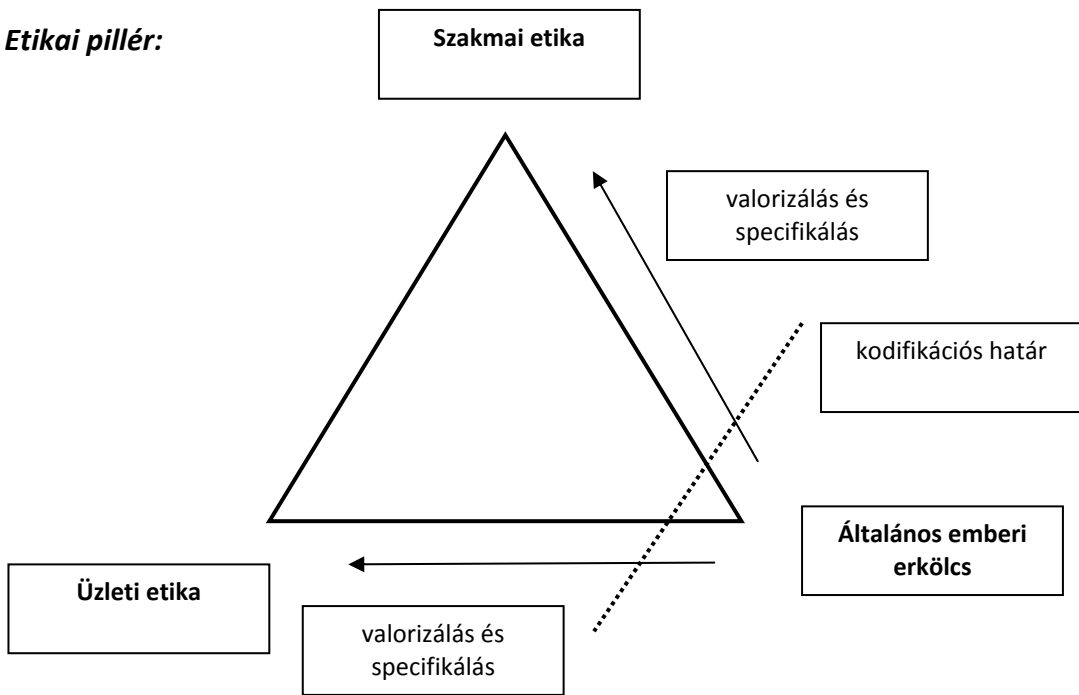 Etikai pillér:
Szakmai etika
valorizálás és
specifikálás
kodifikációs határ
Általános emberi
erkölcs
Üzleti etika
valorizálás és
specifikálás